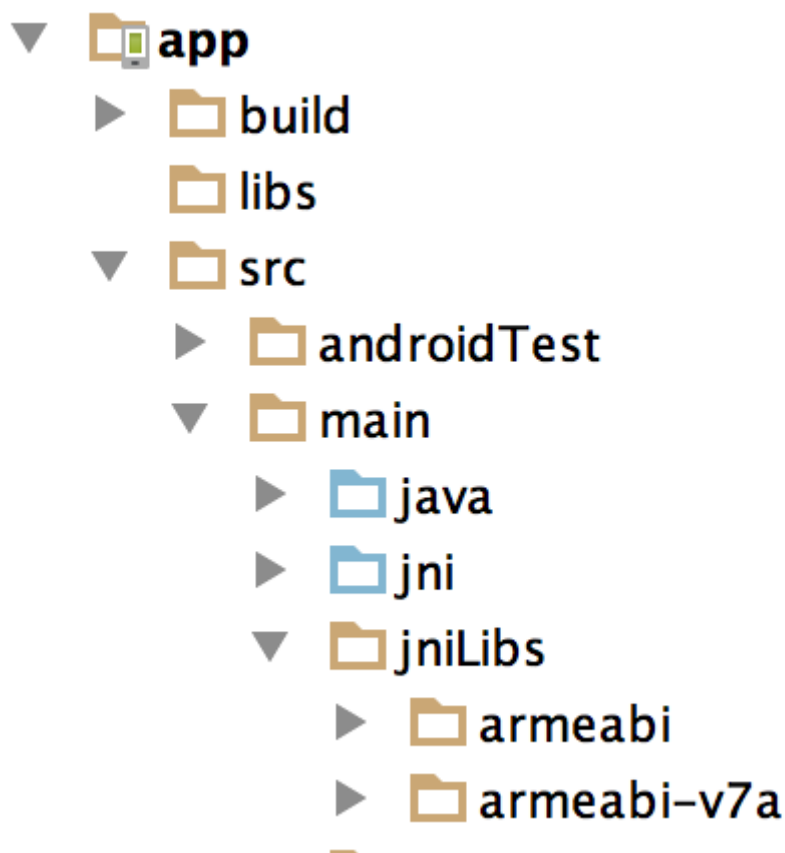 app
build
libs
src
androidTest
main
java
jni
jniLibs
armeabi
armeabi-v7a